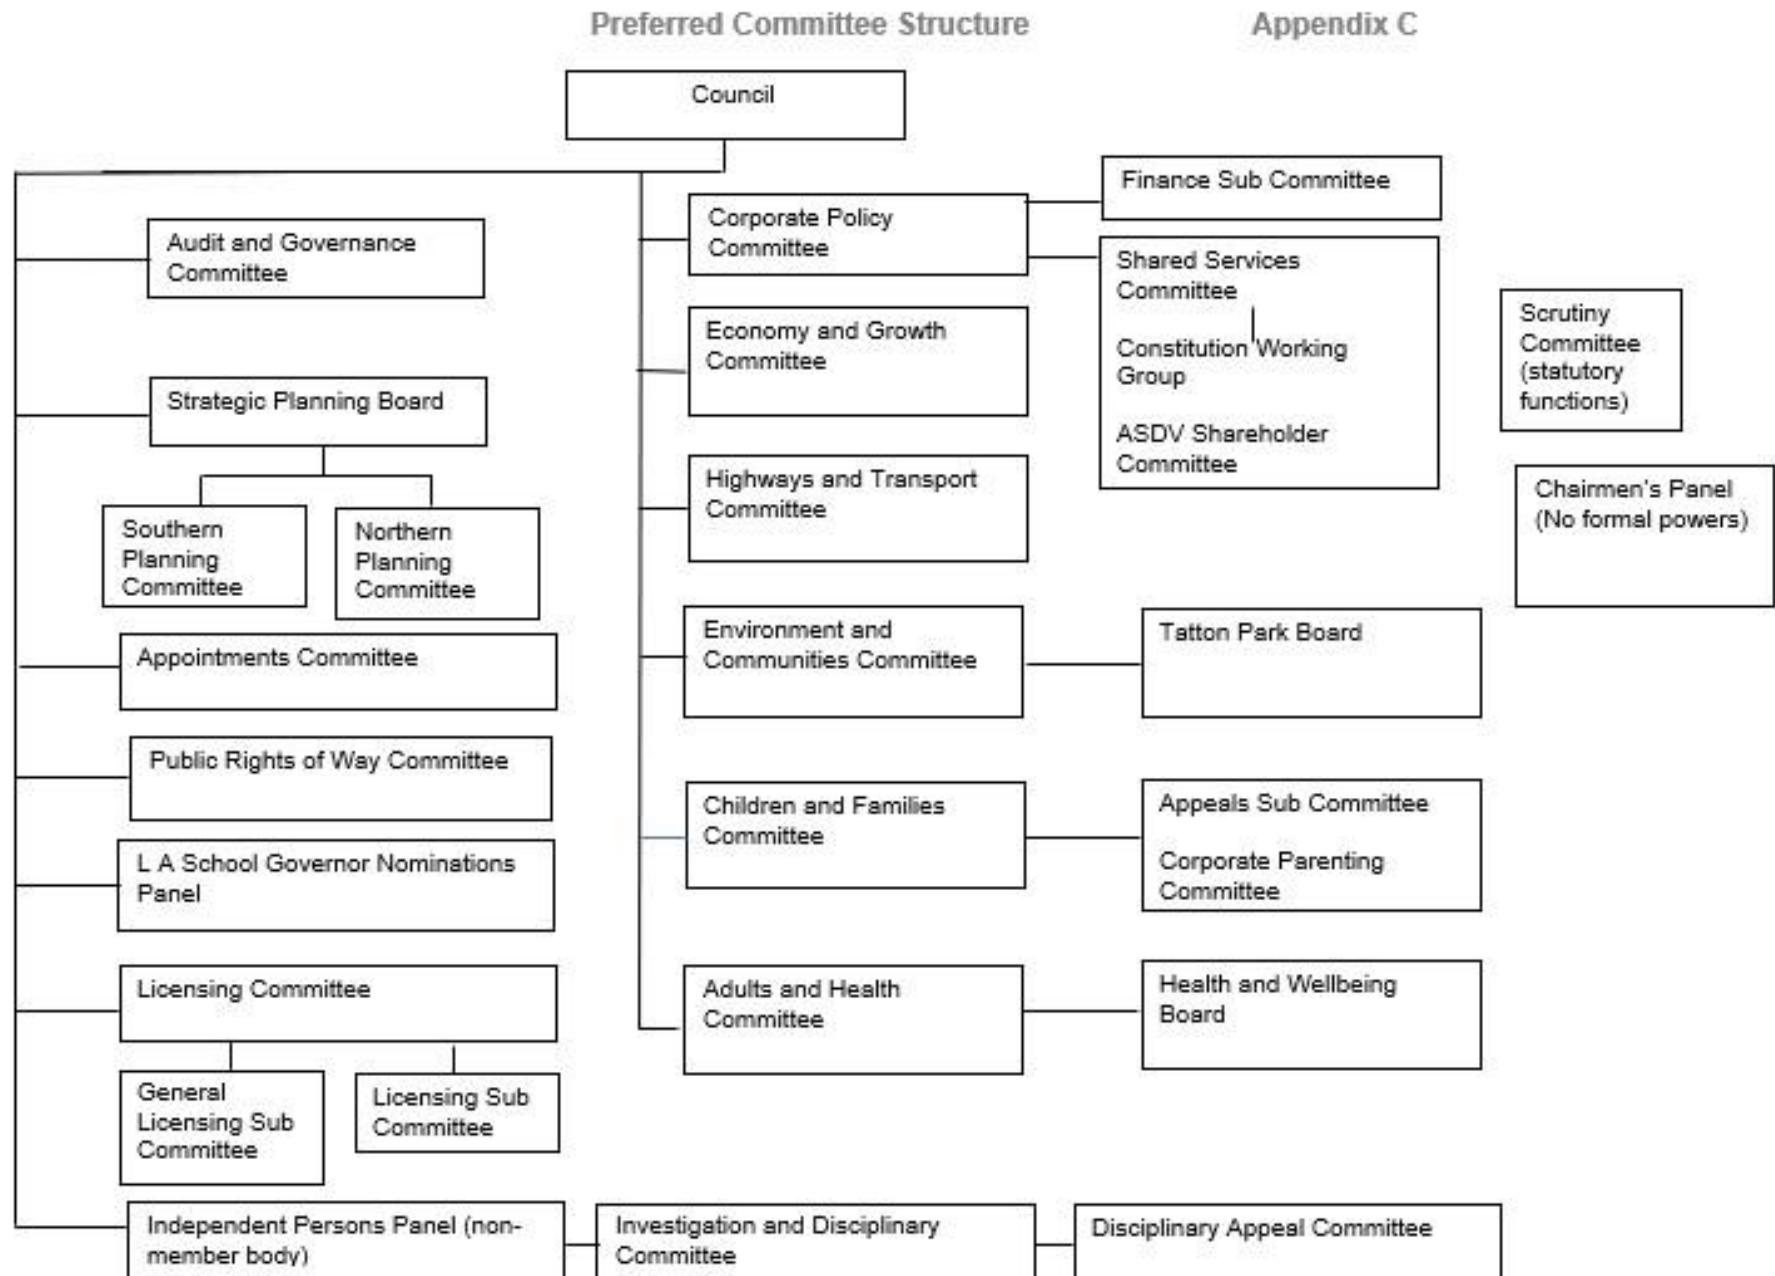 Preferred Committee Structure
Appendix C
Council
Audit and Governance
Committee
Strategic Planning Board
Southern
Planning
Committee
Northern
Planning
Committee
Appointments Committee
Public Rights of Way Committee
L A School Governor Nominations
Panel
Licensing Committee
General
Licensing Sub
Committee
Licensing Sub
Committee
Independent Persons Panel (non-
member body)
Investigation and Disciplinary
Committee
Disciplinary Appeal Committee
Corporate Policy
Committee
Finance Sub Committee
Shared Services
Committee
Constitution Working
Group
ASDV Shareholder
Committee
Economy and Growth
Committee
Highways and Transport
Committee
Environment and
Communities Committee
Tatton Park Board
Children and Families
Committee
Appeals Sub Committee
Corporate Parenting
Committee
Adults and Health
Committee
Health and Wellbeing
Board
Scrutiny
Committee
(statutory
functions)
Chairmen's Panel
(No formal powers)